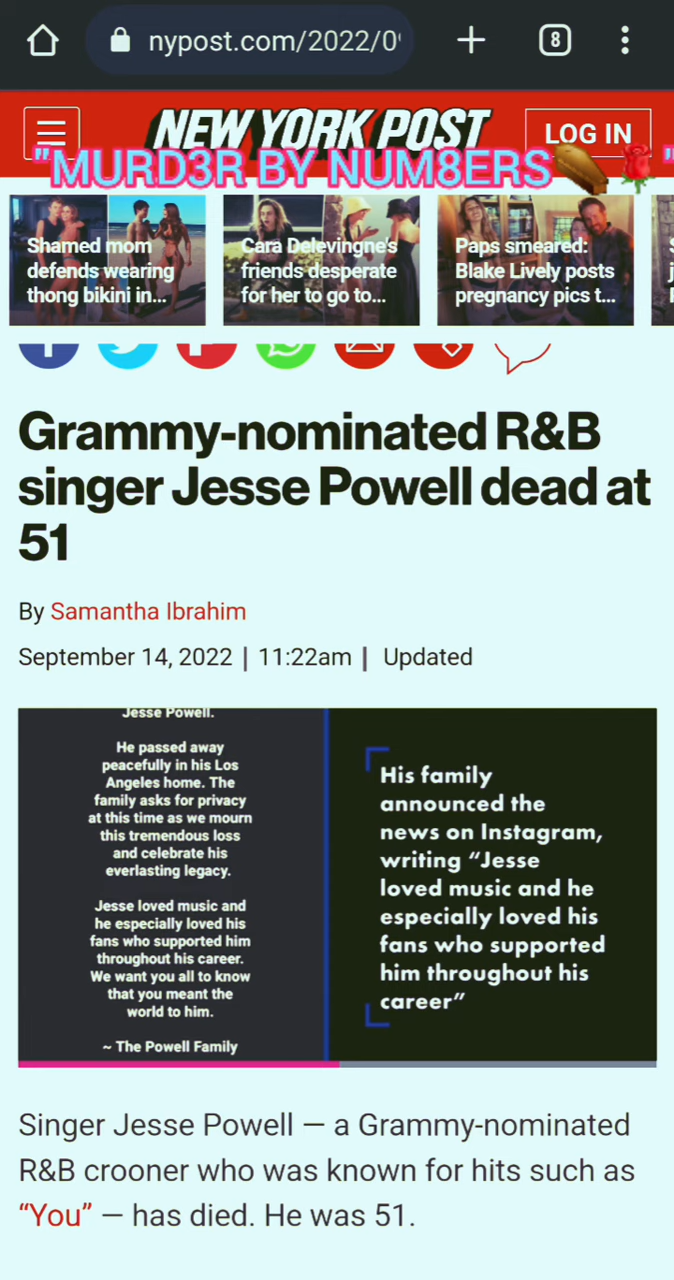 nypost.com/2022/0
8
NEW YORK POST
LOG IN
"MURD3R BY NUM8ERS⚰️🌹"
Shamed mom
defends wearing
thong bikini in...
Cara Delevingne's
friends desperate
for her to go to...
Paps smeared:
Blake Lively posts
pregnancy pics t...
Grammy-nominated R&B
singer Jesse Powell dead at
51
By Samantha Ibrahim
September 14, 2022 | 11:22am | Updated
Jesse Powell.
He passed away
peacefully in his Los
Angeles home. The
family asks for privacy
at this time as we mourn
this tremendous loss
and celebrate his
everlasting legacy.
Jesse loved music and
he especially loved his
fans who supported him
throughout his career.
We want you all to know
that you meant the
world to him.
~ The Powell Family
His family
announced the
news on Instagram,
writing “Jesse
loved music and he
especially loved his
fans who supported
him throughout his
career”
Singer Jesse Powell — a Grammy-nominated
R&B crooner who was known for hits such as
“You” — has died. He was 51.